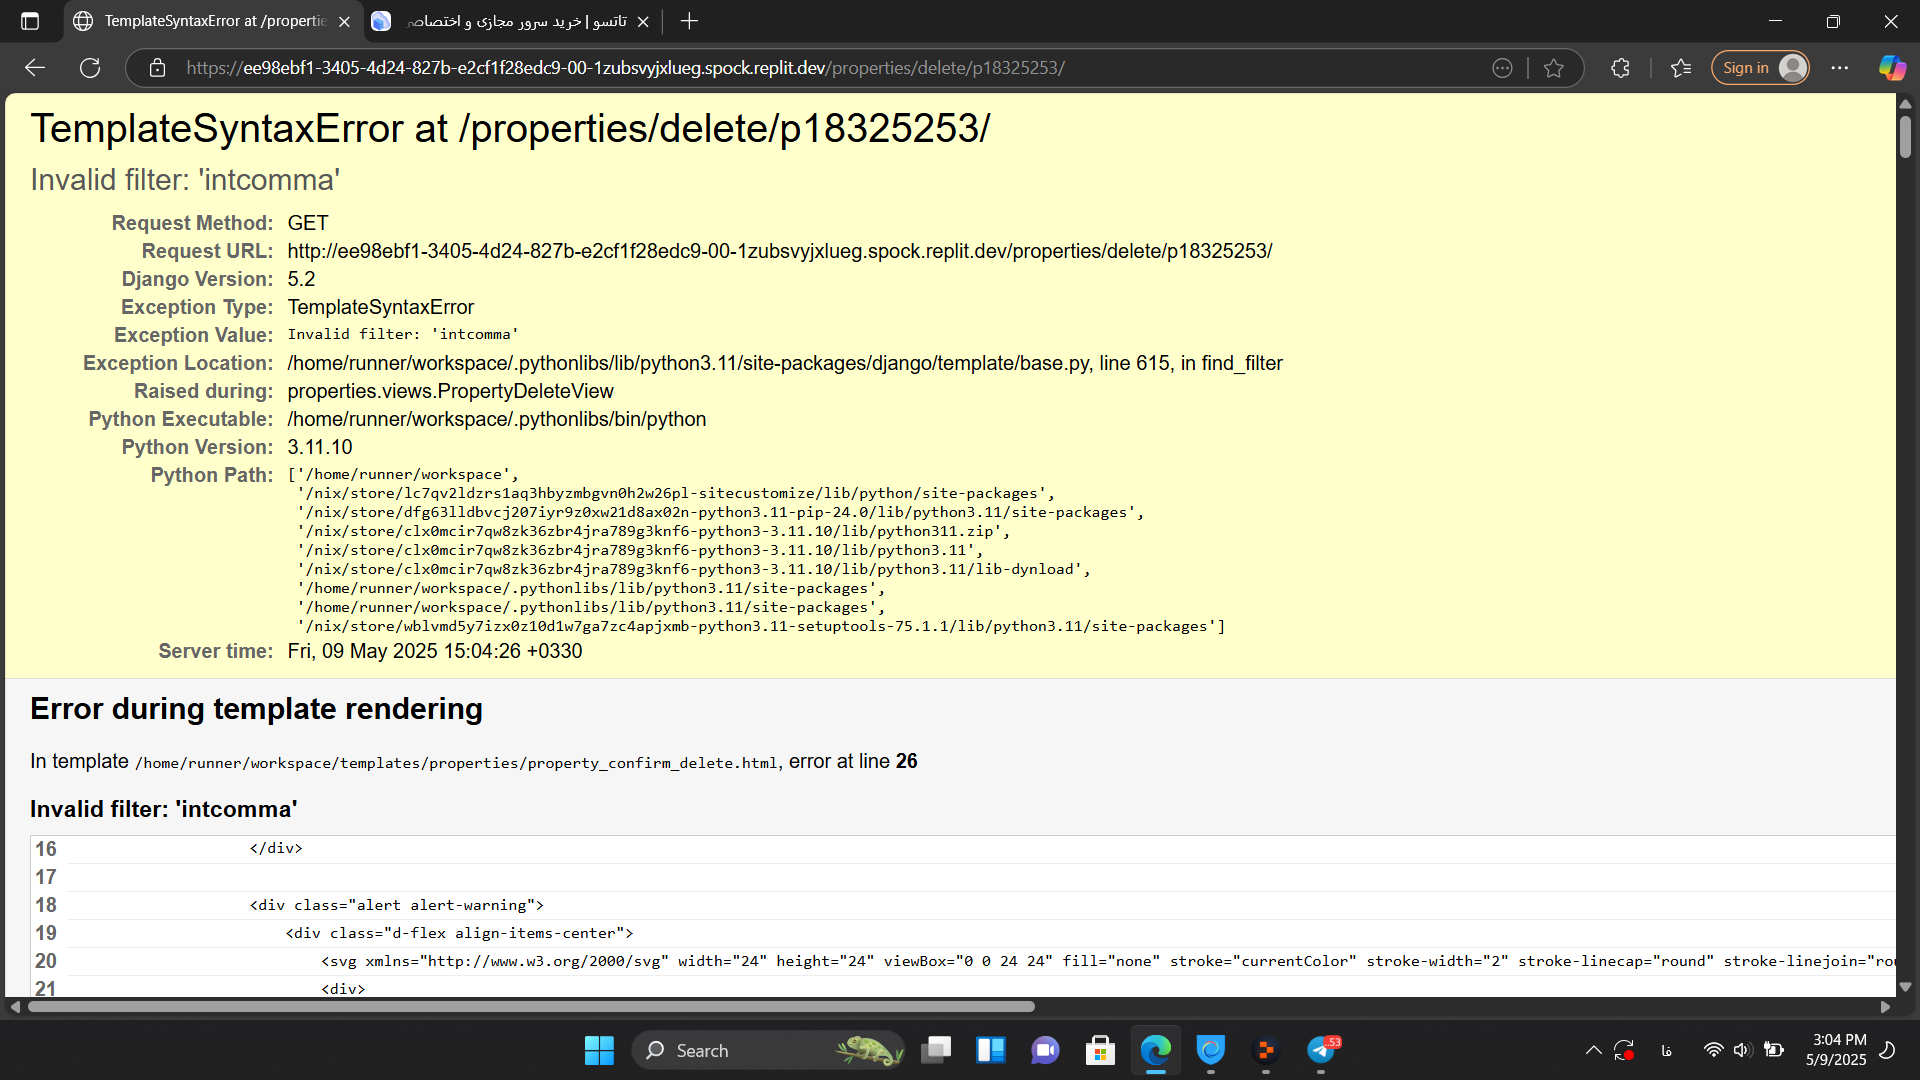 TemplateSyntaxError at /propertie
تاتسو | خرید سرور مجازی و اختصاصی
https://ee98ebf1-3405-4d24-827b-e2cf1f28edc9-00-1zubsvyjxlueg.spock.replit.dev/properties/delete/p18325253/
Sign in
TemplateSyntaxError at /properties/delete/p18325253/
Invalid filter: 'intcomma'
Request Method: GET
Request URL: http://ee98ebf1-3405-4d24-827b-e2cf1f28edc9-00-1zubsvyjxlueg.spock.replit.dev/properties/delete/p18325253/
Django Version: 5.2
Exception Type: TemplateSyntaxError
Exception Value: Invalid filter: 'intcomma'
Exception Location: /home/runner/workspace/.pythonlibs/lib/python3.11/site-packages/django/template/base.py, line 615, in find_filter
Raised during: properties.views.PropertyDeleteView
Python Executable: /home/runner/workspace/.pythonlibs/bin/python
Python Version: 3.11.10
Python Path: ['/home/runner/workspace',
'/nix/store/lc7qv2ldzrs1aq3hbyzmbgvn0h2w26pl-sitecustomize/lib/python/site-packages',
'/nix/store/dfg63lldbvcj207iyr9z0xw21d8ax02n-python3.11-pip-24.0/lib/python3.11/site-packages',
'/nix/store/clx0mcir7qw8zk36zbr4jra789g3knf6-python3-3.11.10/lib/python311.zip',
'/nix/store/clx0mcir7qw8zk36zbr4jra789g3knf6-python3-3.11.10/lib/python3.11',
'/nix/store/clx0mcir7qw8zk36zbr4jra789g3knf6-python3-3.11.10/lib/python3.11/lib-dynload',
'/home/runner/workspace/.pythonlibs/lib/python3.11/site-packages',
'/home/runner/workspace/.pythonlibs/lib/python3.11/site-packages',
'/nix/store/wblvmd5y7izx0z10d1w7ga7zc4apjxmb-python3.11-setuptools-75.1.1/lib/python3.11/site-packages']
Server time: Fri, 09 May 2025 15:04:26 +0330
Error during template rendering
In template /home/runner/workspace/templates/properties/property_confirm_delete.html, error at line 26
Invalid filter: 'intcomma'
16 </div>
17
18 <div class="alert alert-warning">
19 <div class="d-flex align-items-center">
20 <svg xmlns="http://www.w3.org/2000/svg" width="24" height="24" viewBox="0 0 24 24" fill="none" stroke="currentColor" stroke-width="2" stroke-linecap="round" stroke-linejoin="rou
21 <div>
Search
53
فا
3:04 PM
5/9/2025